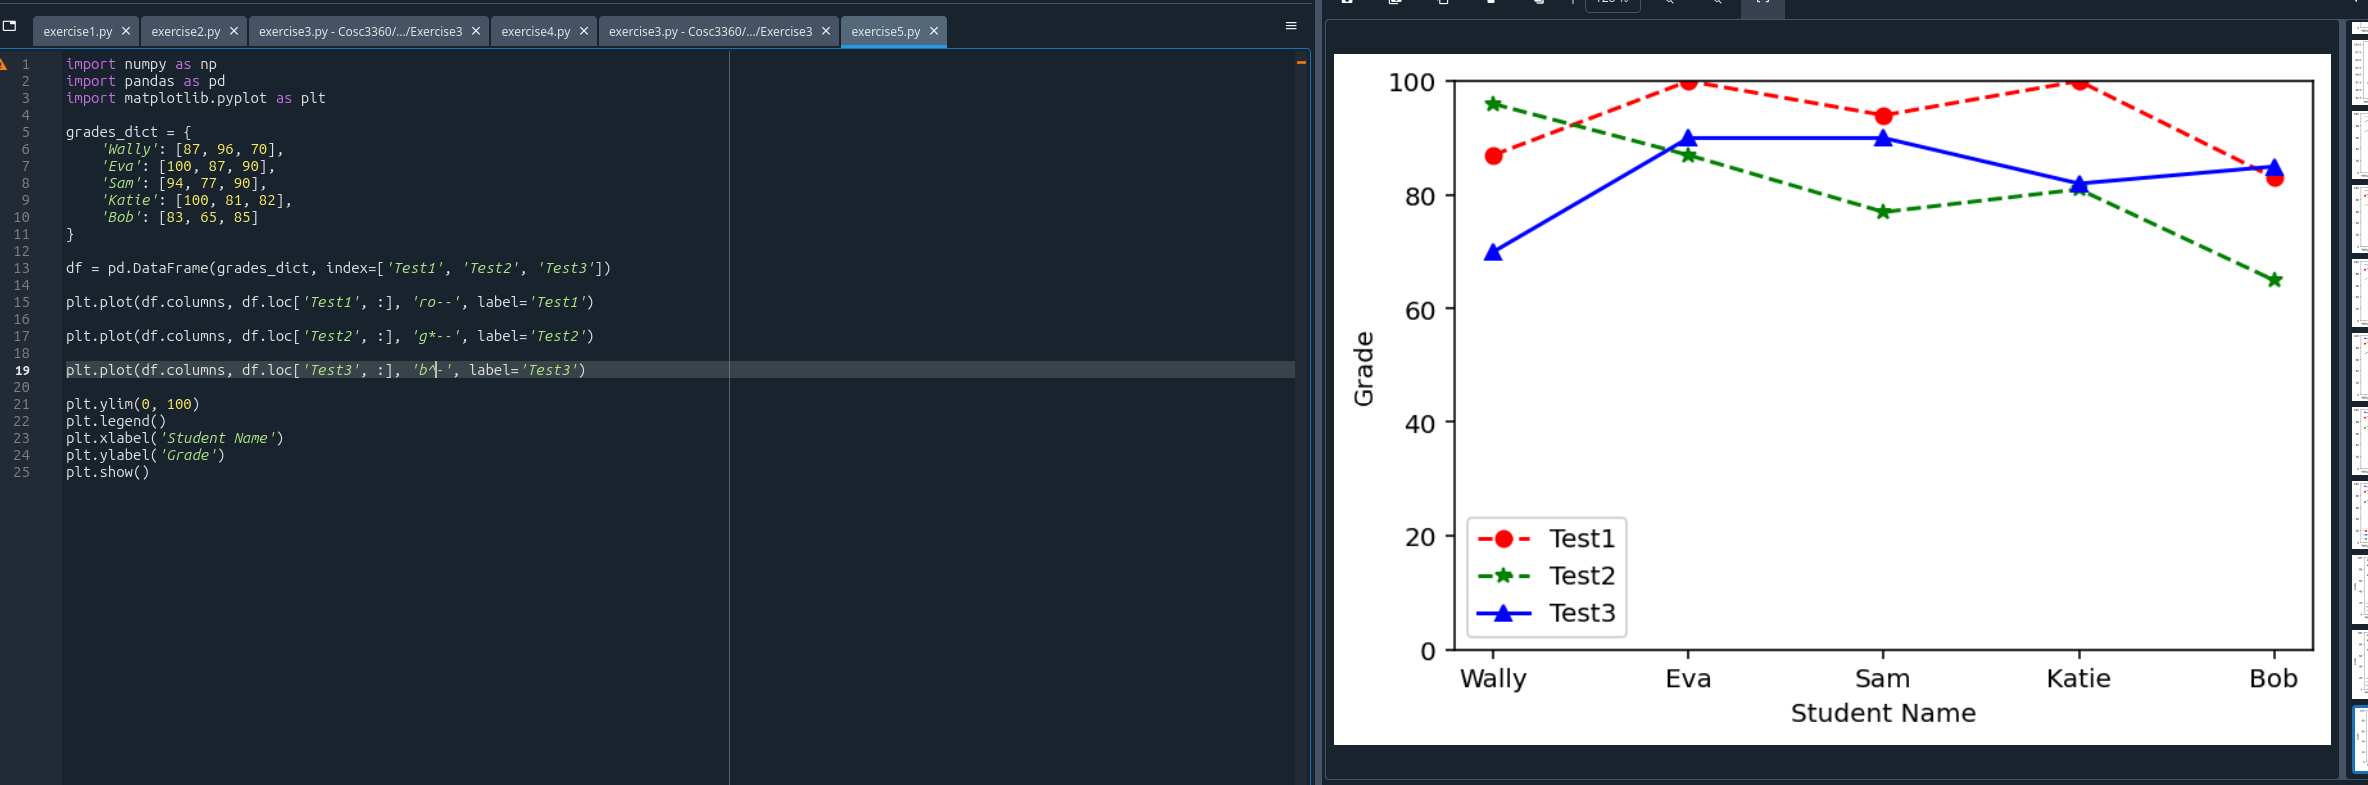 exercise1.py exercise2.py exercise3.py - Cosc3360/.../Exercise3 exercise4.py exercise3.py - Cosc3360/.../Exercise3 exercise5.py
1 import numpy as np
2 import pandas as pd
3 import matplotlib.pyplot as plt
4
5 grades_dict = {
6 'Wally': [87, 96, 70],
7 'Eva': [100, 87, 90],
8 'Sam': [94, 77, 90],
9 'Katie': [100, 81, 82],
10 'Bob': [83, 65, 85]
11 }
12
13 df = pd.DataFrame(grades_dict, index=['Test1', 'Test2', 'Test3'])
14
15 plt.plot(df.columns, df.loc['Test1', :], 'ro--', label='Test1')
16
17 plt.plot(df.columns, df.loc['Test2', :], 'g*--', label='Test2')
18
19 plt.plot(df.columns, df.loc['Test3', :], 'b^-', label='Test3')
20
21 plt.ylim(0, 100)
22 plt.legend()
23 plt.xlabel('Student Name')
24 plt.ylabel('Grade')
25 plt.show()
100
80
60
40
20
0
Grade
Test1
Test2
Test3
Wally Eva Sam Katie Bob
Student Name